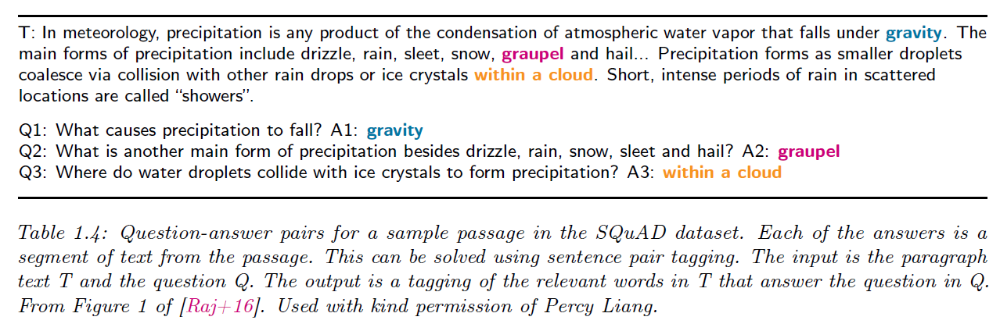 T: In meteorology, precipitation is any product of the condensation of atmospheric water vapor that falls under gravity. The
main forms of precipitation include drizzle, rain, sleet, snow, graupel and hail... Precipitation forms as smaller droplets
coalesce via collision with other rain drops or ice crystals within a cloud. Short, intense periods of rain in scattered
locations are called “showers”.
Q1: What causes precipitation to fall? A1: gravity
Q2: What is another main form of precipitation besides drizzle, rain, snow, sleet and hail? A2: graupel
Q3: Where do water droplets collide with ice crystals to form precipitation? A3: within a cloud
Table 1.4: Question-answer pairs for a sample passage in the SQuAD dataset. Each of the answers is a
segment of text from the passage. This can be solved using sentence pair tagging. The input is the paragraph
text T and the question Q. The output is a tagging of the relevant words in T that answer the question in Q.
From Figure 1 of [Raj+16]. Used with kind permission of Percy Liang.